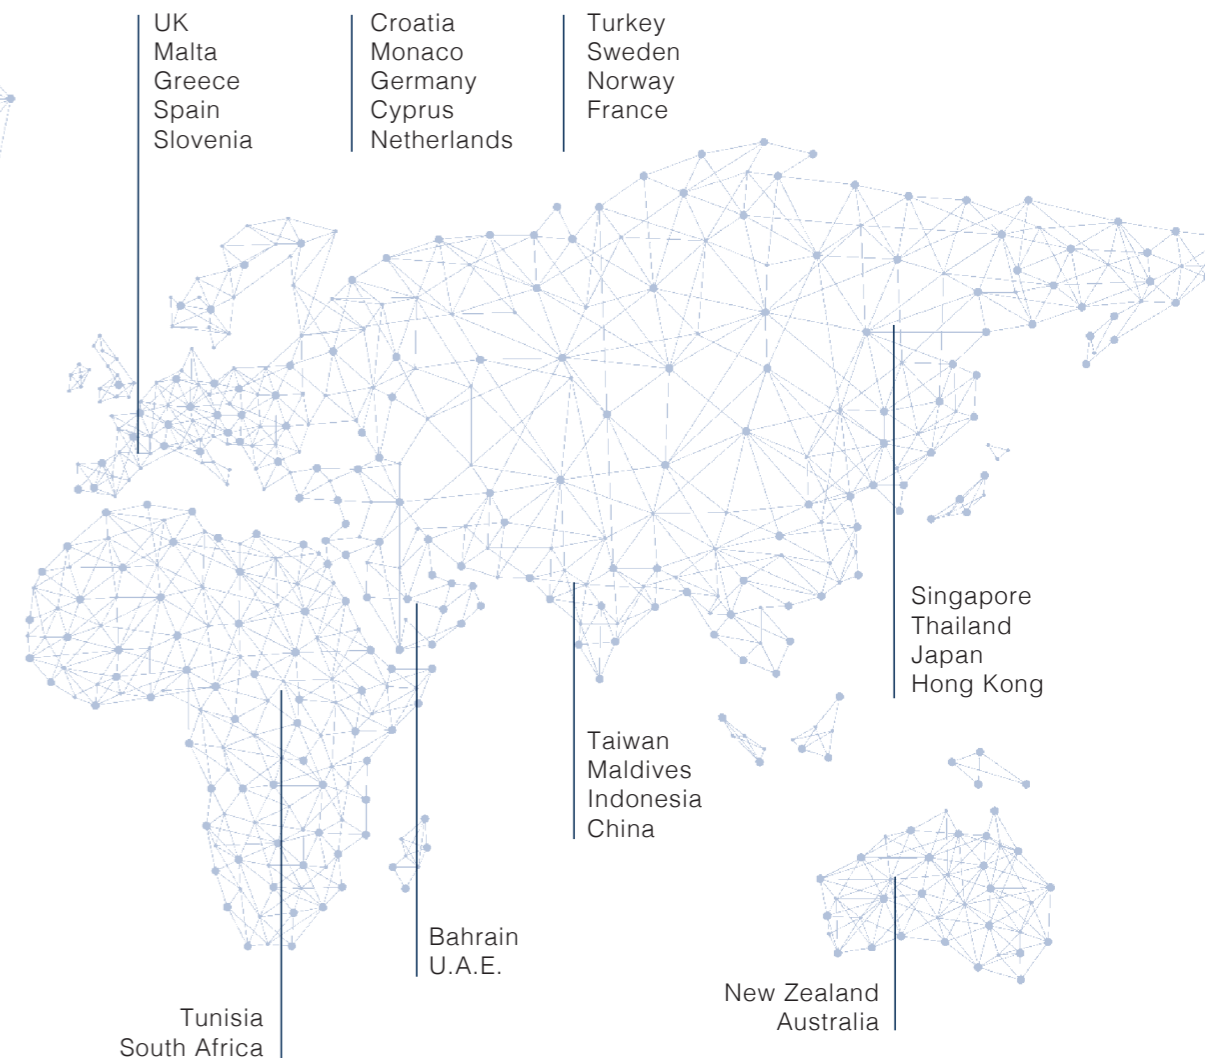 UK
Malta
Greece
Spain
Slovenia
Croatia
Monaco
Germany
Cyprus
Netherlands
Turkey
Sweden
Norway
France
Singapore
Thailand
Japan
Hong Kong
Taiwan
Maldives
Indonesia
China
Bahrain
U.A.E.
New Zealand
Australia
Tunisia
South Africa